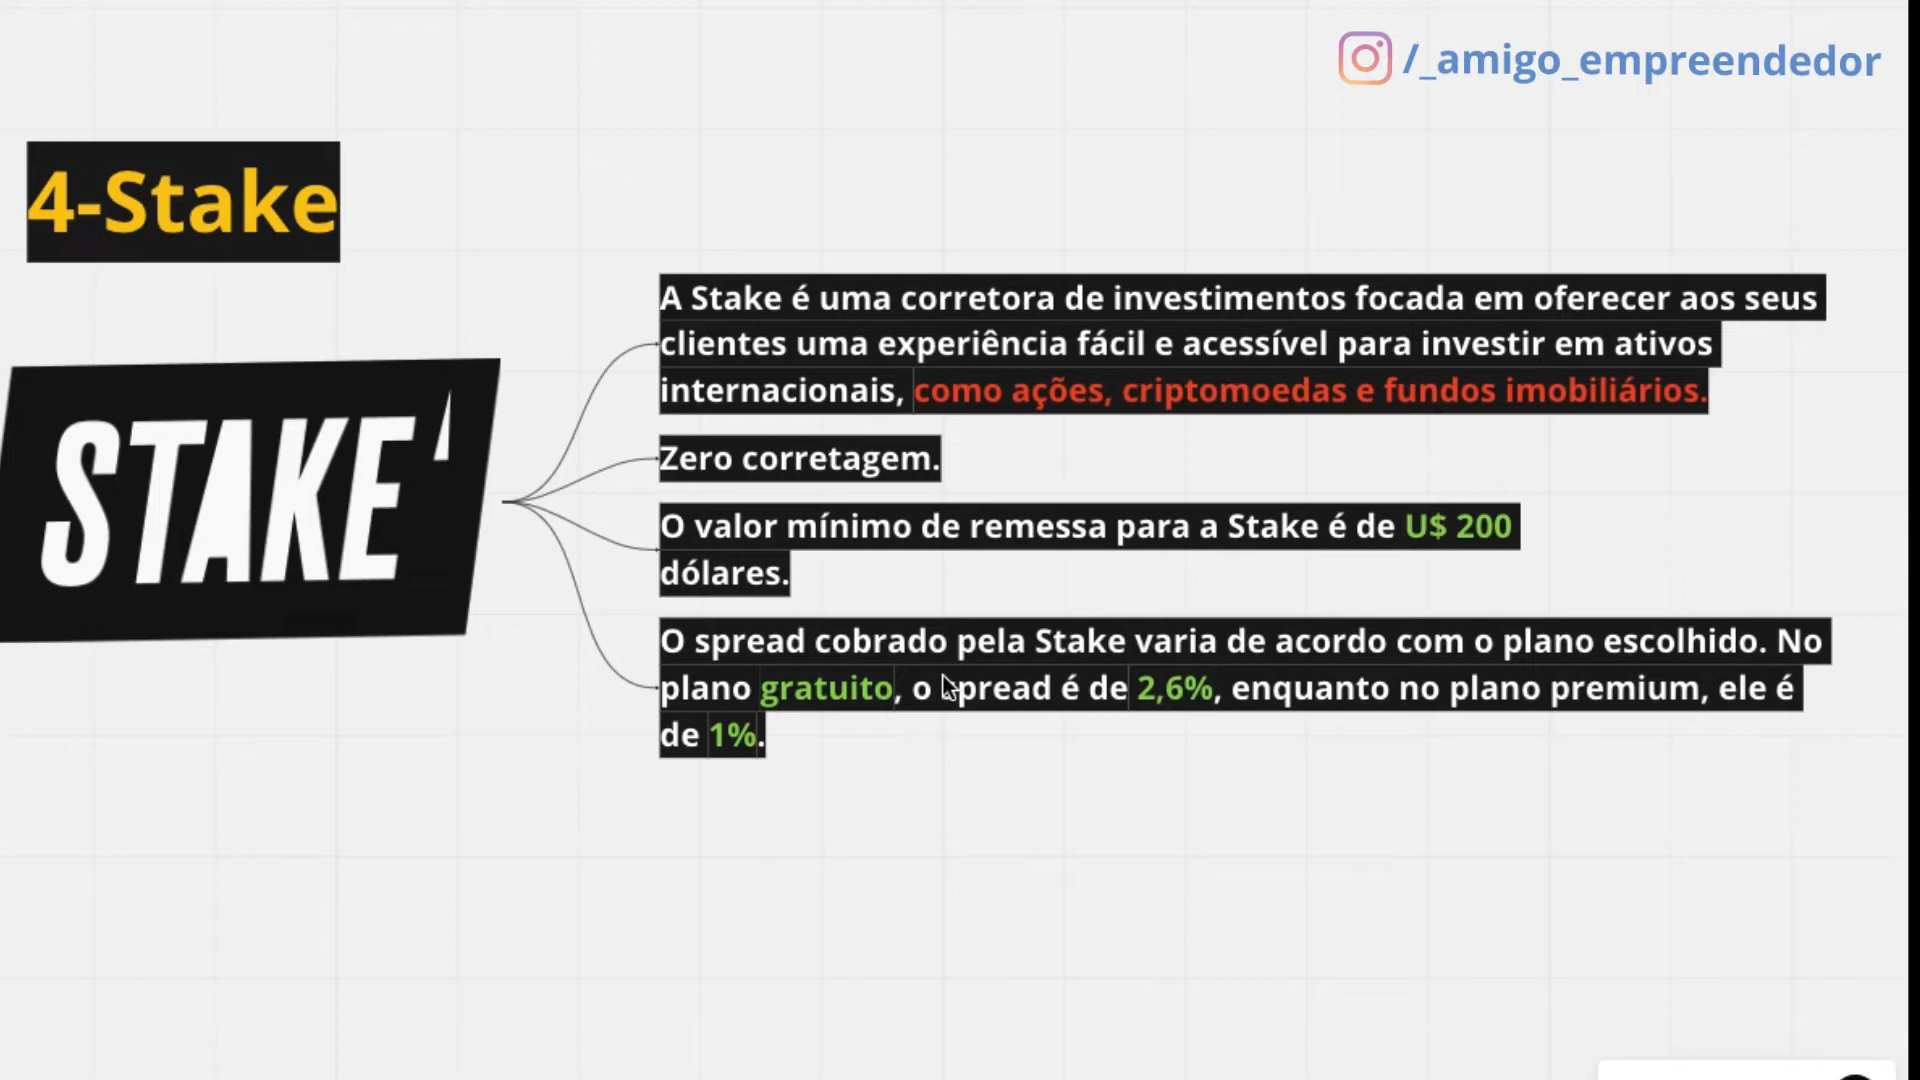 /_amigo_empreendedor
4-Stake
STAKE
A Stake é uma corretora de investimentos focada em oferecer aos seus
clientes uma experiência fácil e acessível para investir em ativos
internacionais, como ações, criptomoedas e fundos imobiliários.
Zero corretagem.
O valor mínimo de remessa para a Stake é de U$ 200
dólares.
O spread cobrado pela Stake varia de acordo com o plano escolhido. No
plano gratuito, o spread é de 2,6%, enquanto no plano premium, ele é
de 1%.